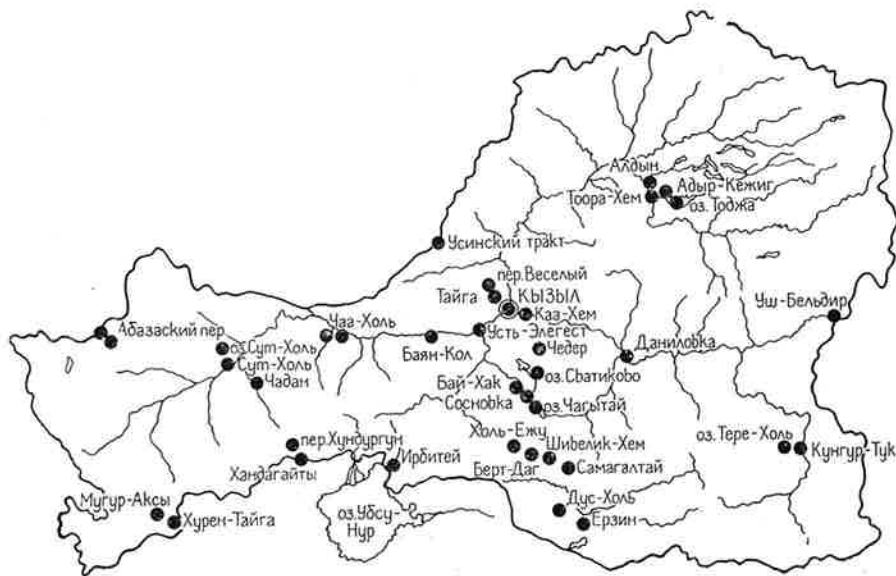 Алдын
Адыр-Кежиг
Тоора-Хем
оз. Тоджа
Усинский тракт
пер. Веселый
Тайга
КЫЗЫЛ
Каа-Хем
Уш-Бельдир
Абазаский пер.
Чаа-Холь
Усть-Элегест
оз. Сут-Холь
Баян-Кол
Чедер
Даниловка
Сут-Холь
оз. Сватиково
Чадан
Бай-Хак
Сосновка
оз. Чагытай
пер. Хундургун
Холь-Ежу
Шивелик-Хем
оз. Тере-Холь
Кунгур-Тук
Хандагайты
Ирбитей
Берт-Даг
Самагалтай
Мугур-Аксы
Хурен-Тайга
оз. Убсу-
Нур
Дус-Холь
Ерзин